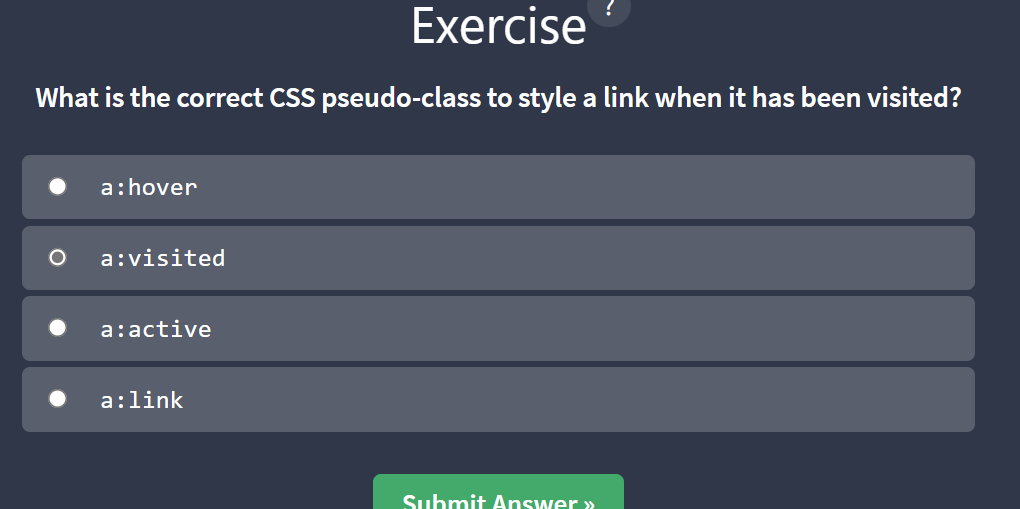 ?
Exercise
What is the correct CSS pseudo-class to style a link when it has been visited?
a:hover
a:visited
a:active
a:link
Submit Answer »